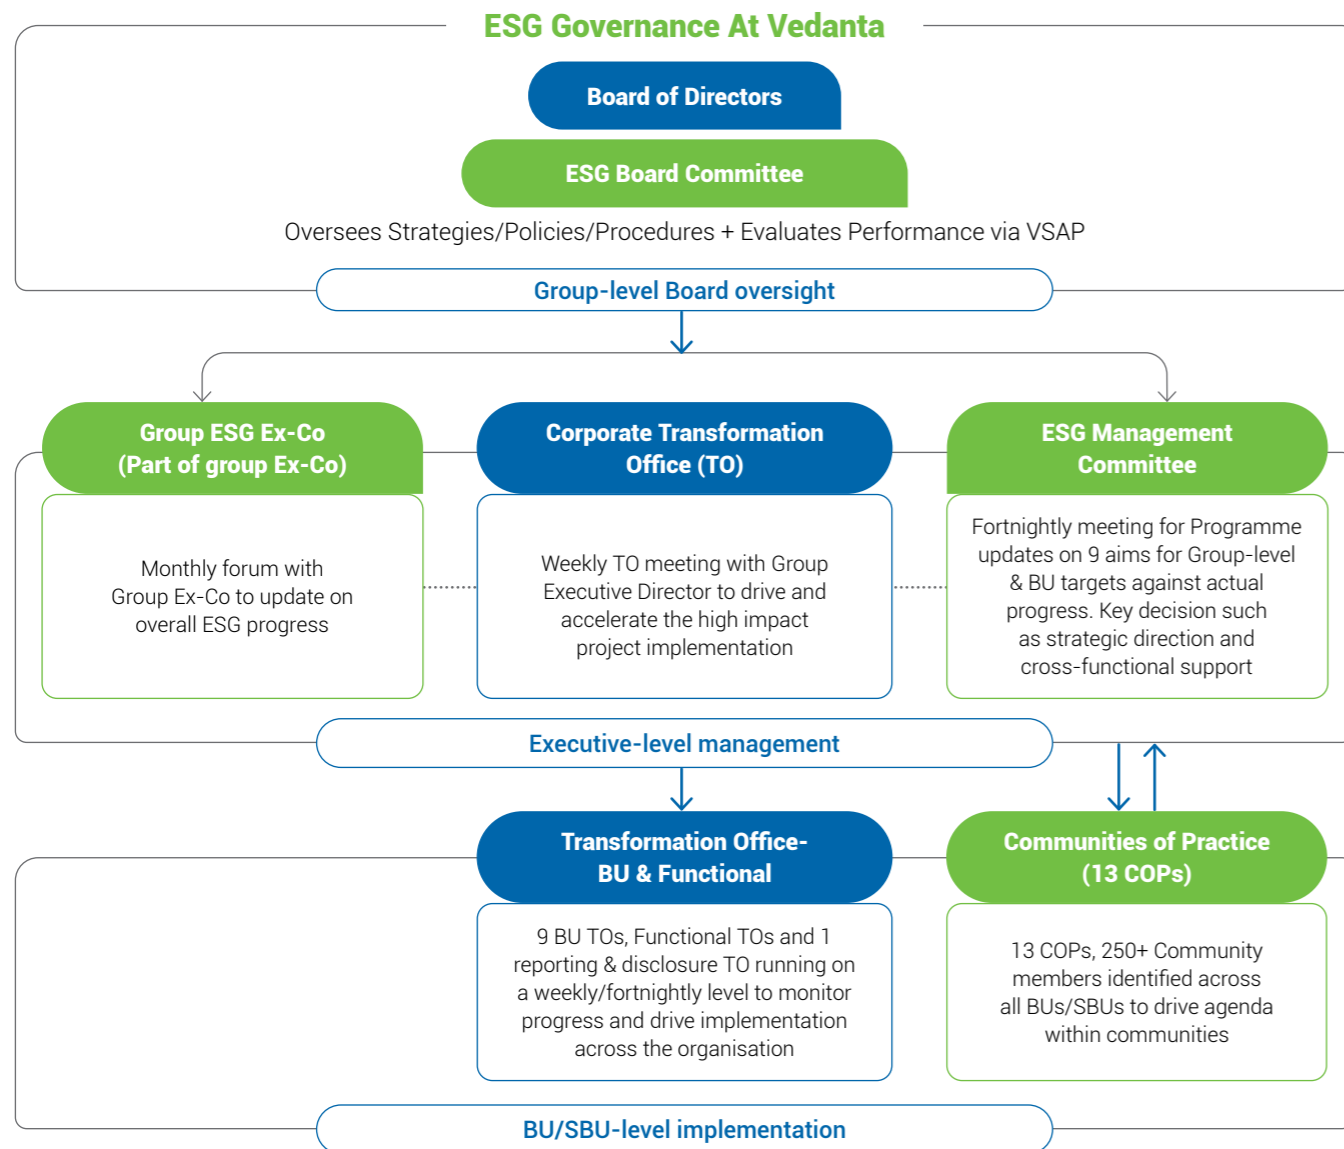 ESG Governance At Vedanta
Board of Directors
ESG Board Committee
Oversees Strategies/Policies/Procedures + Evaluates Performance via VSAP
Group-level Board oversight
Group ESG Ex-Co
(Part of group Ex-Co)
Monthly forum with
Group Ex-Co to update on
overall ESG progress
Corporate Transformation
Office (TO)
Weekly TO meeting with Group
Executive Director to drive and
accelerate the high impact
project implementation
ESG Management
Committee
Fortnightly meeting for Programme
updates on 9 aims for Group-level
& BU targets against actual
progress. Key decision such
as strategic direction and
cross-functional support
Executive-level management
Transformation Office-
BU & Functional
9 BU TOs, Functional TOs and 1
reporting & disclosure TO running on
a weekly/fortnightly level to monitor
progress and drive implementation
across the organisation
Communities of Practice
(13 COPs)
13 COPs, 250+ Community
members identified across
all BUs/SBUs to drive agenda
within communities
BU/SBU-level implementation